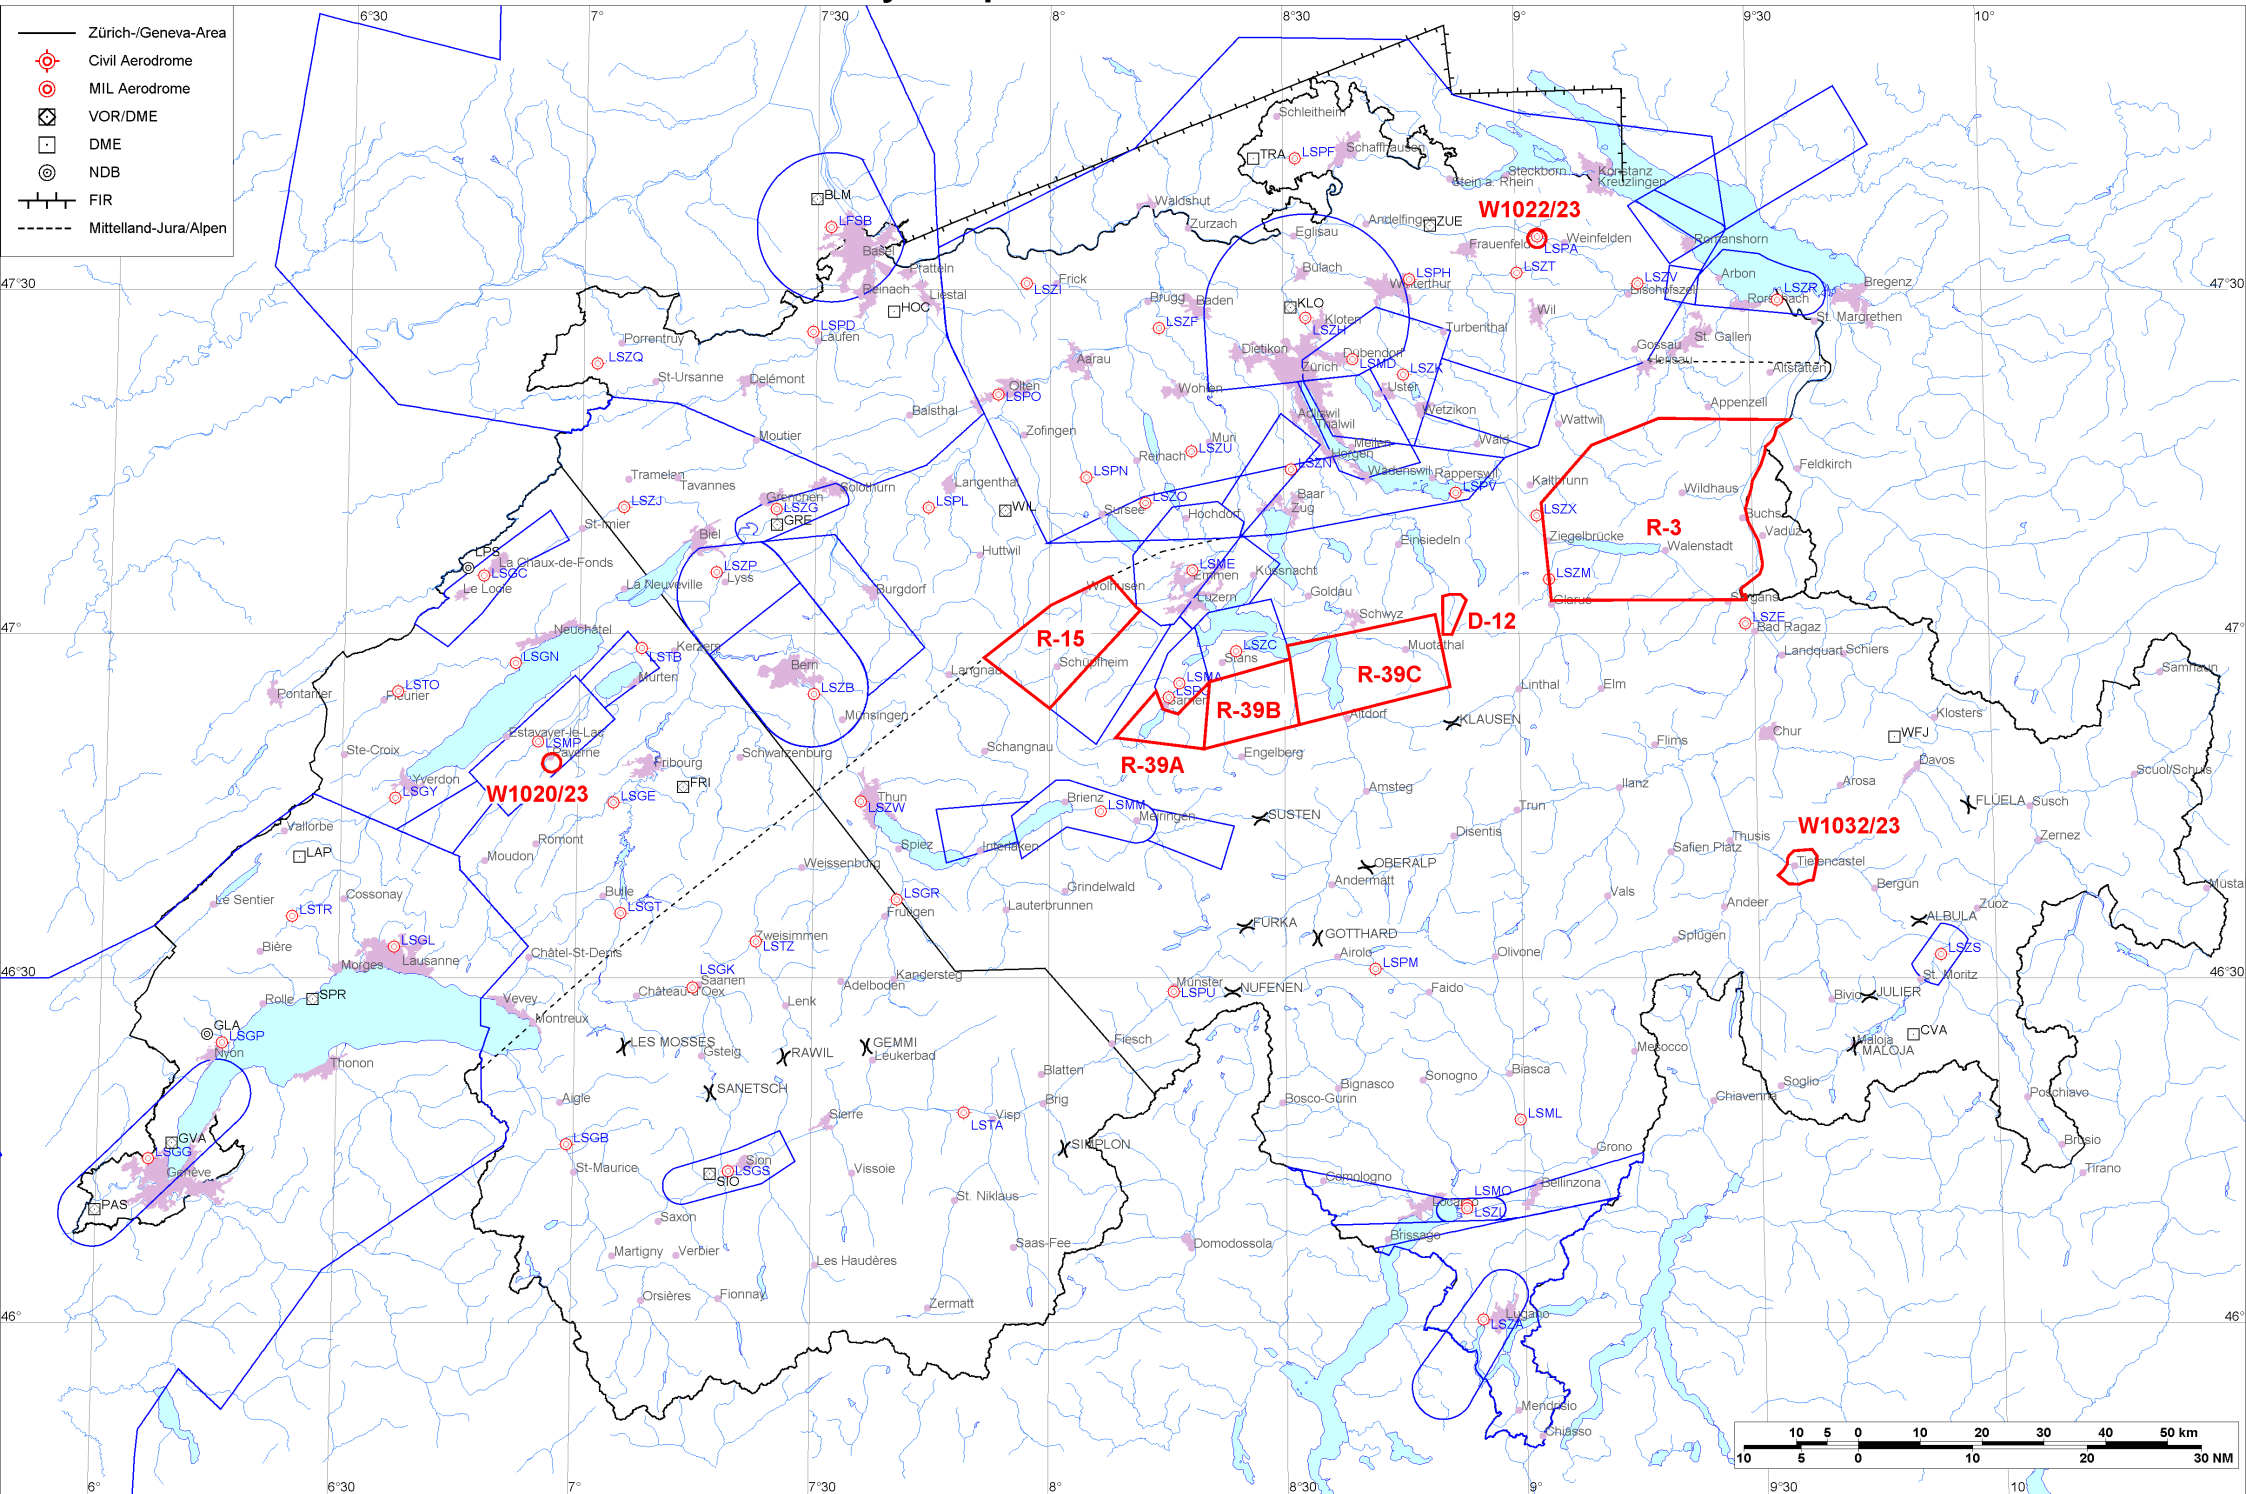 6°30
7°
7°30
8°
8°30
9°
9°30
10°
Zürich-/Geneva-Area
Civil Aerodrome
MIL Aerodrome
VOR/DME
DME
NDB
FIR
Mittelland-Jura/Alpen
Schleitheim
TRA
LSPF
Schaffhausen
Steckborn
Stein a. Rhein
Konstanz
Kreuzlingen
BLM
Waldshut
Zurzach
W1022/23
LFSB
Eglisau
Andelfingen
ZUE
Frauenfeld
LSPA
Weinfelden
Romanshorn
Basel
Pratteln
Bülach
LSPH
LSZT
Arbon
47°30
Reinach
Liestal
LSZI
Frick
Winterthur
LSZV
Bischofszell
LSZR
Rorschach
Bregenz
47°30
HOC
Brugg
Baden
KLO
Kloten
LSZH
Wil
St. Margrethen
LSPD
Laufen
LSZF
Turbenthal
St. Gallen
Porrentruy
Aarau
Dietikon
Dübendorf
LSMD
Gossau
Herisau
LSZQ
Zürich
LSZK
Altstätten
St-Ursanne
Delémont
Olten
LSPO
Wohlen
Uster
Wetzikon
Appenzell
Balsthal
Adliswil
Thalwil
Wattwil
Moutier
Zofingen
Muri
LSZU
Meilen
Wald
Reinach
Horgen
Tramelan
Tavannes
LSPN
LSZN
Wädenswil
Rapperswil
Feldkirch
Grenchen
Solothurn
Langenthal
Baar
Zug
LSPV
Kaltbrunn
Wildhaus
LSZJ
LSZG
GRE
LSPL
WIL
LSZO
Sursee
Hochdorf
LSZX
R-3
Buchs
St-Imier
Biel
Ziegelbrücke
Vaduz
LPS
La Chaux-de-Fonds
LSGC
Huttwil
Einsiedeln
Walenstadt
LSZP
Lyss
LSME
Emmen
Küssnacht
LSZM
Le Locle
La Neuveville
Burgdorf
Wolhusen
Luzern
Goldau
Glarus
Sargans
Neuchâtel
R-15
Schwyz
D-12
LSZE
Bad Ragaz
47°
47°
Kerzers
LSZC
Stans
Muotathal
Landquart
Schiers
Samnaun
LSGN
LSTB
Murten
Bern
Langnau
Schüpfheim
LSTO
Fleurier
LSZB
LSMA
LSPG
Sarnen
R-39C
Linthal
Elm
Pontarlier
R-39B
Altdorf
KLAUSEN
Klosters
Münsingen
Estavayer-le-Lac
LSMP
Payerne
Ste-Croix
Schwarzenburg
Schangnau
R-39A
Engelberg
Flims
Chur
WFJ
Davos
Yverdon
LSGY
W1020/23
Fribourg
FRI
Amsteg
Ilanz
Arosa
Scuol/Schuls
LSGE
Thun
LSZW
Brienz
LSMM
Meiringen
SUSTEN
Trun
FLÜELA
Susch
W1032/23
Vallorbe
Romont
Disentis
Thusis
Zernez
LAP
Moudon
Spiez
Interlaken
Safien Platz
Weissenburg
OBERALP
Tiefencastel
Cossonay
Bulle
LSGR
Grindelwald
Andermatt
Vals
Bergün
Le Sentier
Frutigen
Lauterbrunnen
Andeer
Zuoz
LSTR
LSGT
FURKA
GOTTHARD
ALBULA
Bière
LSGL
Zweisimmen
LSTZ
Splügen
LSZS
Morges
Lausanne
Châtel-St-Denis
Airolo
Olivone
46°30
LSGK
Saanen
Kandersteg
LSPM
St. Moritz
46°30
Adelboden
Münster
LSPU
NUFENEN
Rolle
SPR
Vevey
Château-d'Oex
Lenk
Faido
Bivio
JULIER
Montreux
GLA
LSGP
LES MOSSES
GEMMI
Fiesch
CVA
Nyon
Gsteig
RAWIL
Leukerbad
Mesocco
Maloja
MALOJA
Thonon
Blatten
Biasca
SANETSCH
Bignasco
Sonogno
Soglio
Aigle
Brig
Bosco-Gurin
Chiavenna
Poschiavo
Sierre
LSTA
Visp
LSML
GVA
LSGG
LSGB
SIMPLON
Grono
Brusio
Genève
St-Maurice
Sion
LSGS
SIO
Vissoie
Comologno
Bellinzona
Tirano
PAS
St. Niklaus
LSMO
Locarno
LSZL
Saxon
Martigny
Verbier
Saas-Fee
Domodossola
Brissago
Les Haudères
Orsières
Fionnay
Zermatt
46°
Lugano
LSZA
46°
Mendrisio
Chiasso
10 5 0 10 20 30 40 50 km
10 5 0 10 20 30 NM
6°
6°30
7°
7°30
8°
8°30
9°
9°30
10